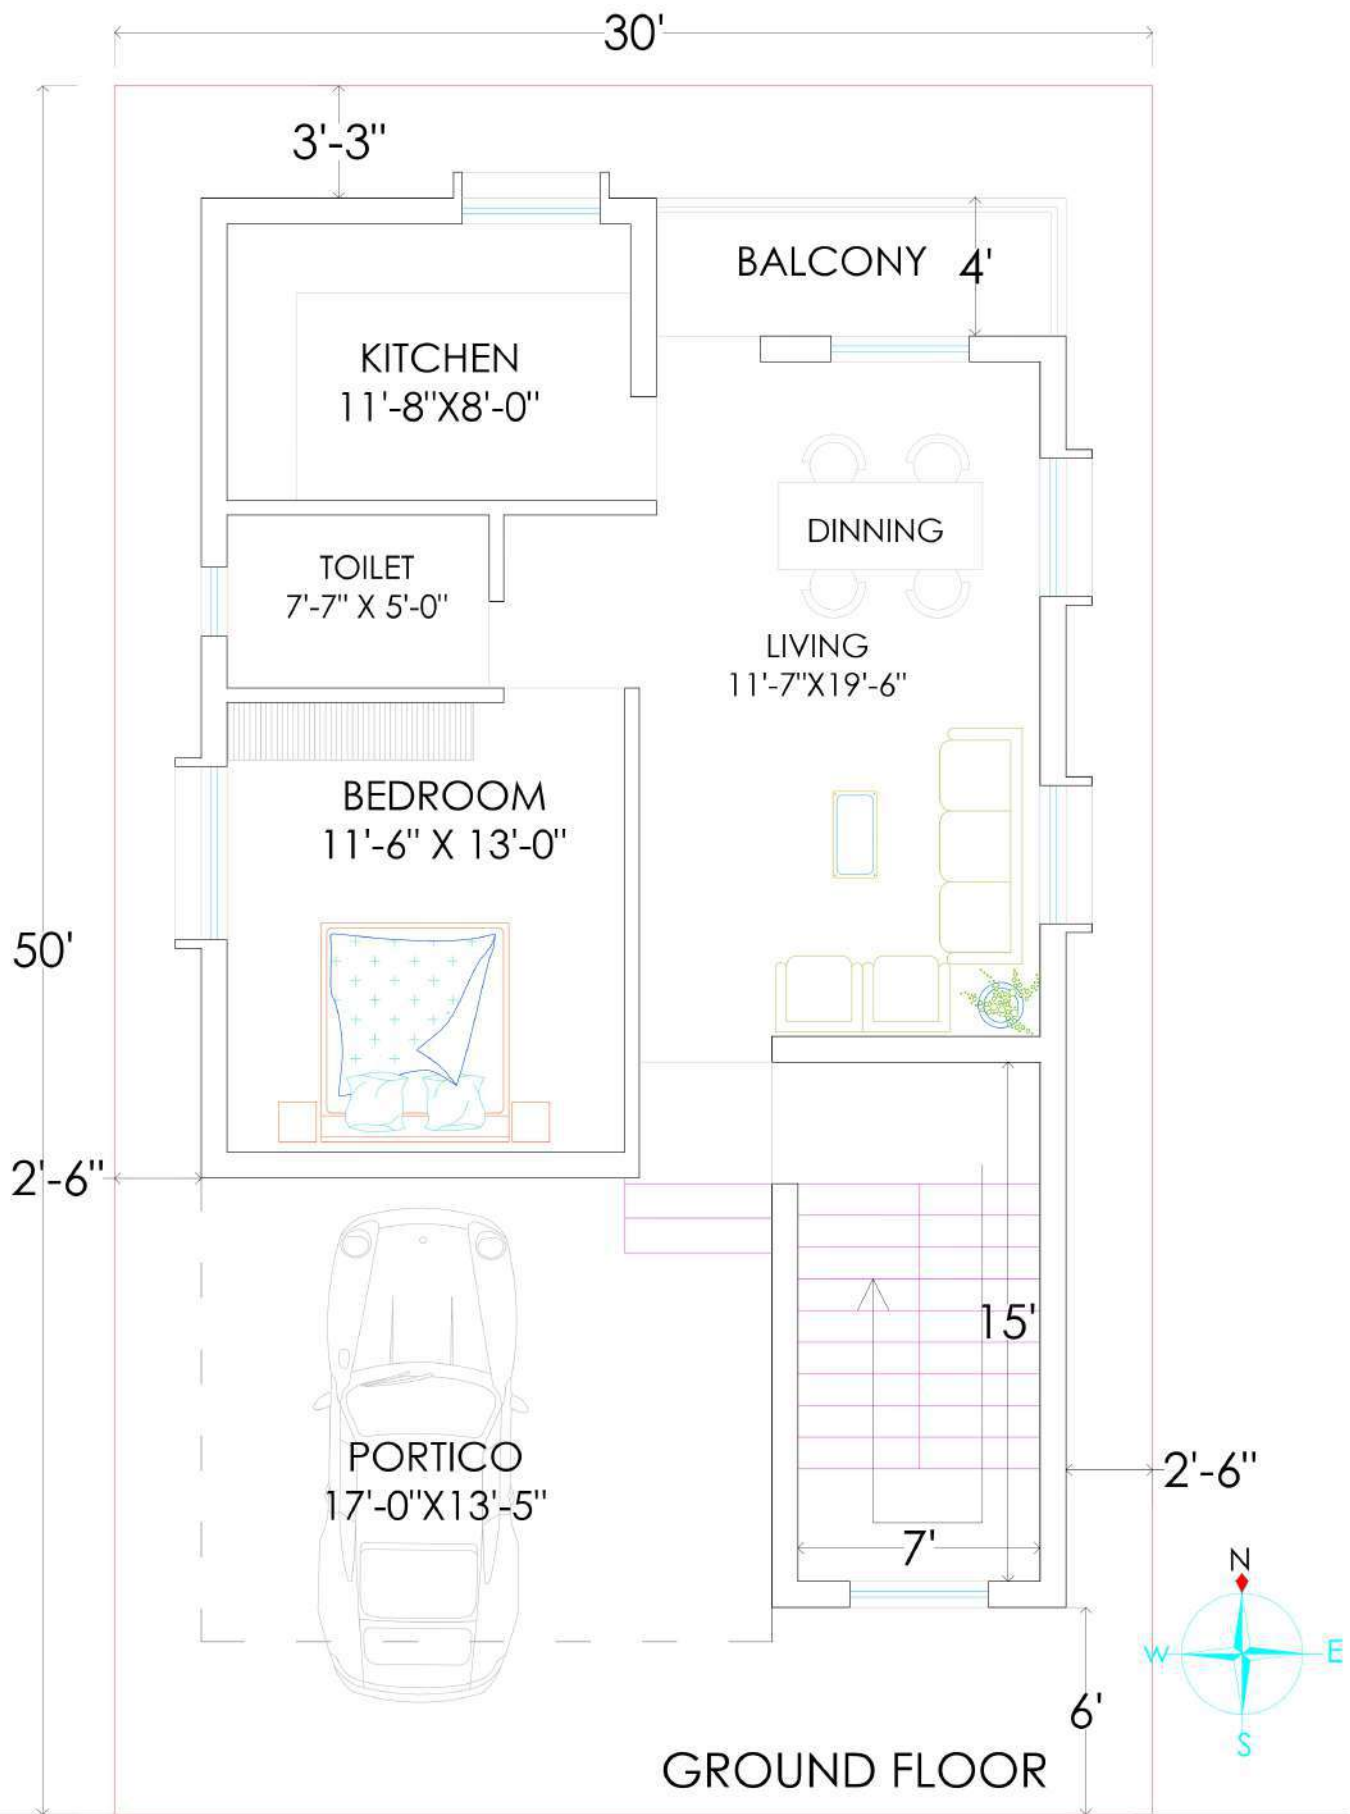 30'
3'-3"
BALCONY 4'
KITCHEN
11'-8"X8'-0"
DINNING
TOILET
7'-7" X 5'-0"
LIVING
11'-7"X19'-6"
BEDROOM
11'-6" X 13'-0"
50'
2'-6"
15'
PORTICO
17'-0"X13'-5"
2'-6"
7'
N
W
E
S
6'
GROUND FLOOR